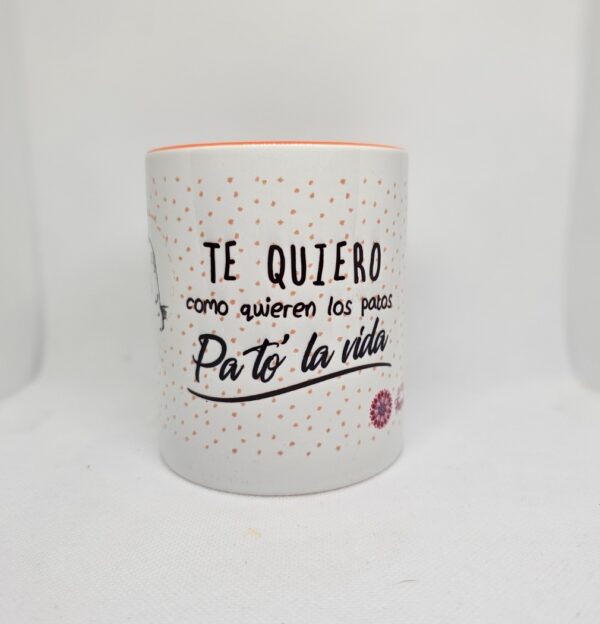 TE QUIERO
como quieren los patos
Pa to' la vida